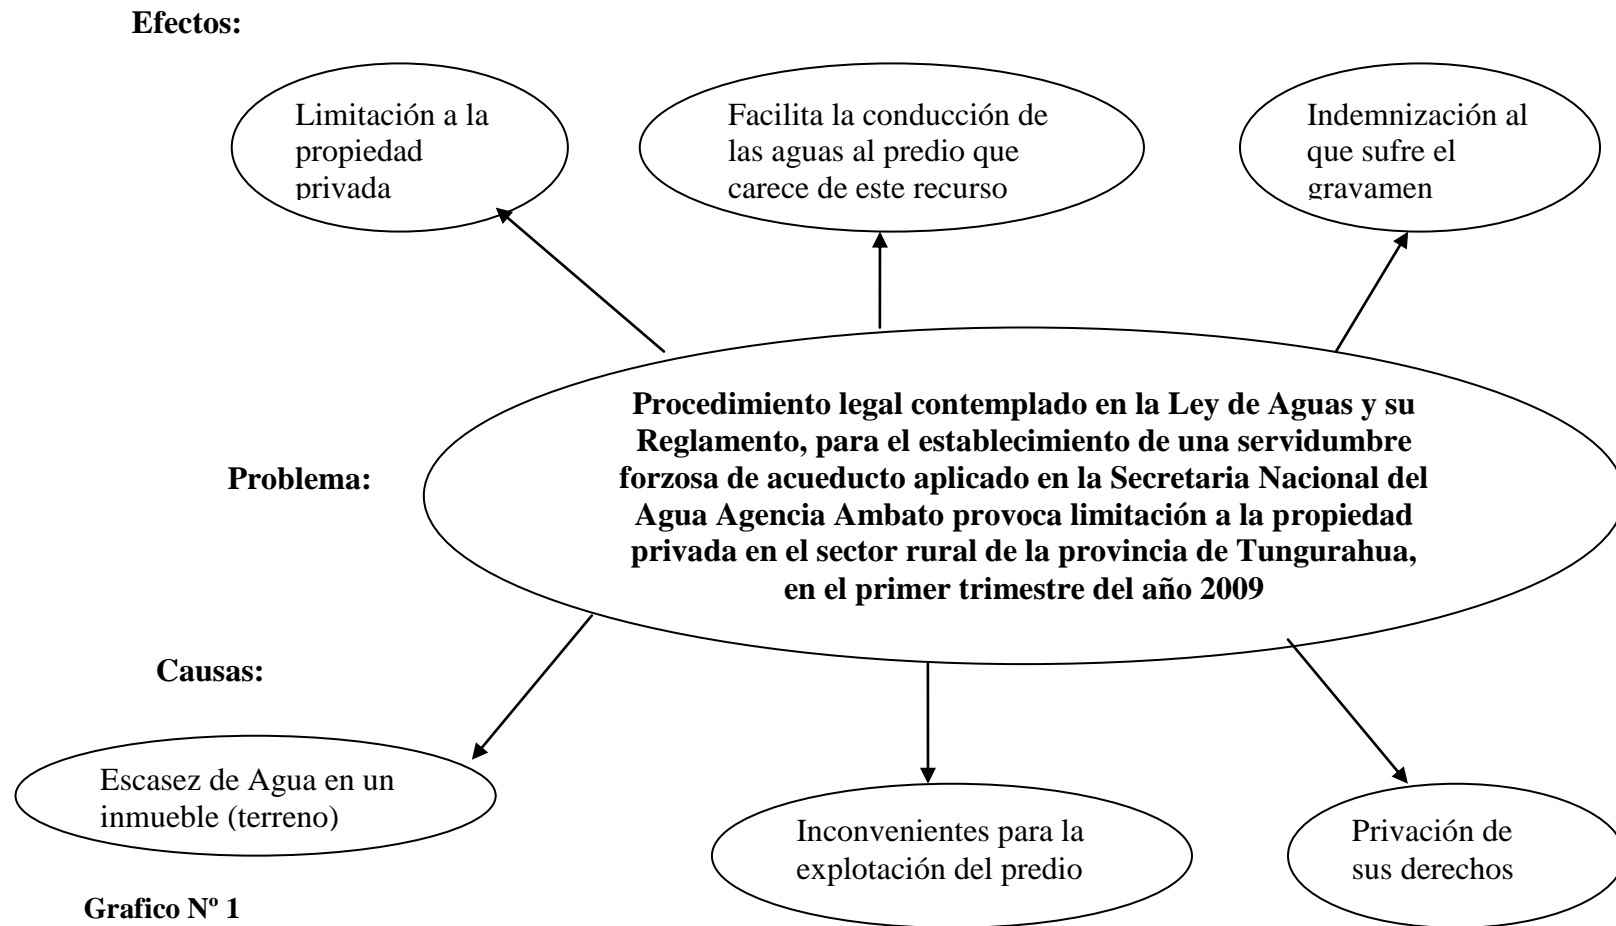 Efectos:
Limitación a la
propiedad
privada
Facilita la conducción de
las aguas al predio que
carece de este recurso
Indemnización al
que sufre el
gravamen
Problema:
Procedimiento legal contemplado en la Ley de Aguas y su
Reglamento, para el establecimiento de una servidumbre
forzosa de acueducto aplicado en la Secretaria Nacional del
Agua Agencia Ambato provoca limitación a la propiedad
privada en el sector rural de la provincia de Tungurahua,
en el primer trimestre del año 2009
Causas:
Escasez de Agua en un
inmueble (terreno)
Inconvenientes para la
explotación del predio
Privación de
sus derechos
Grafico Nº 1